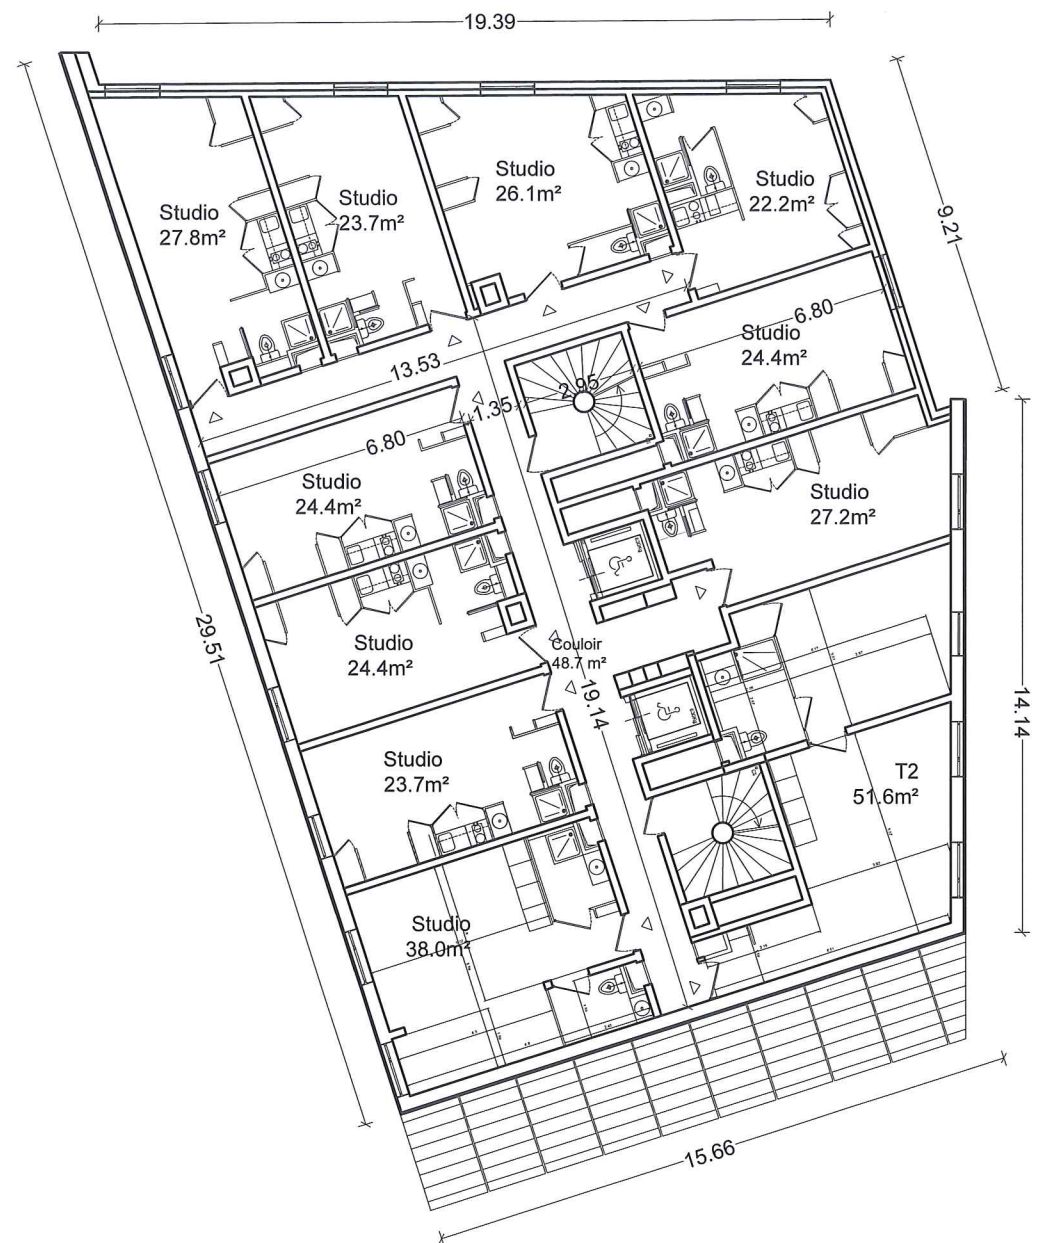 19.39
Studio
27.8m²
Studio
23.7m²
Studio
26.1m²
Studio
22.2m²
9.21
6.80
Studio
24.4m²
13.53
2.95
1.35
6.80
Studio
24.4m²
Studio
27.2m²
29.51
Studio
24.4m²
Couloir
48.7 m²
19.14
14.14
Studio
23.7m²
T2
51.6m²
Studio
38.0m²
15.66